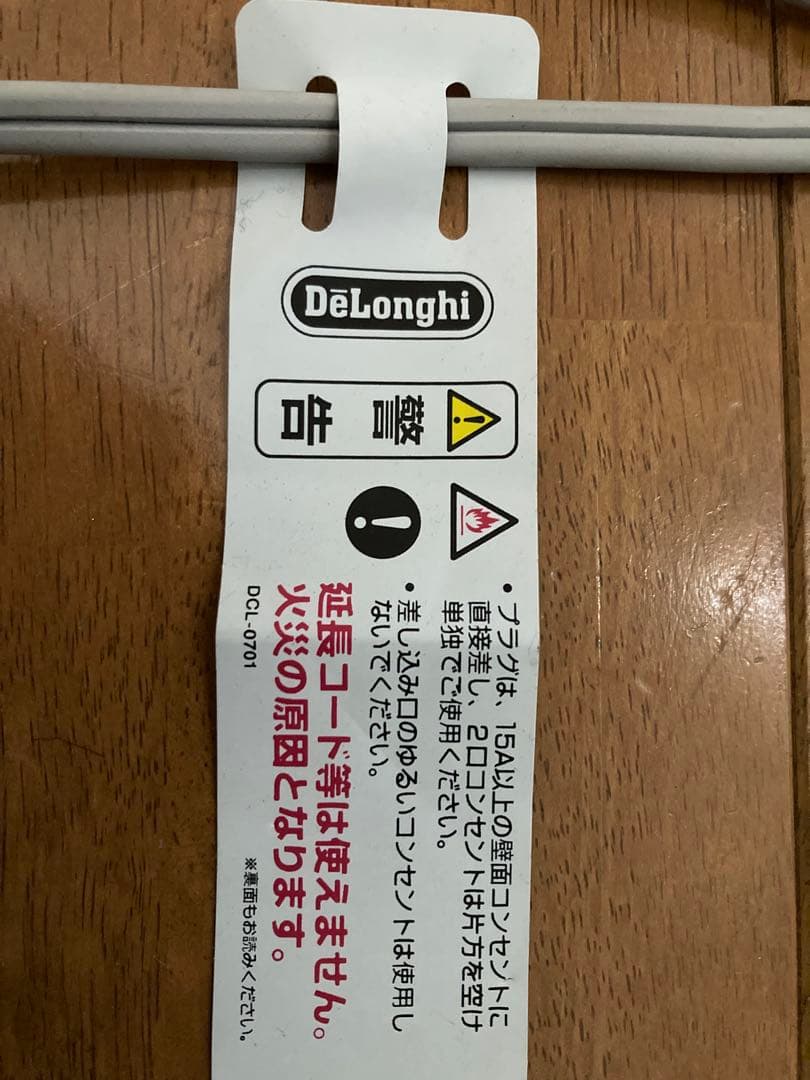 DēLonghi
警告
・プラグは、15A以上の壁面コンセントに
直接差し、2口コンセントは片方を空け
単独でご使用ください。
・差し込み口のゆるいコンセントは使用し
ないでください。
延長コード等は使えません。
火災の原因となります。
DCL-0701
※裏面もお読みください。